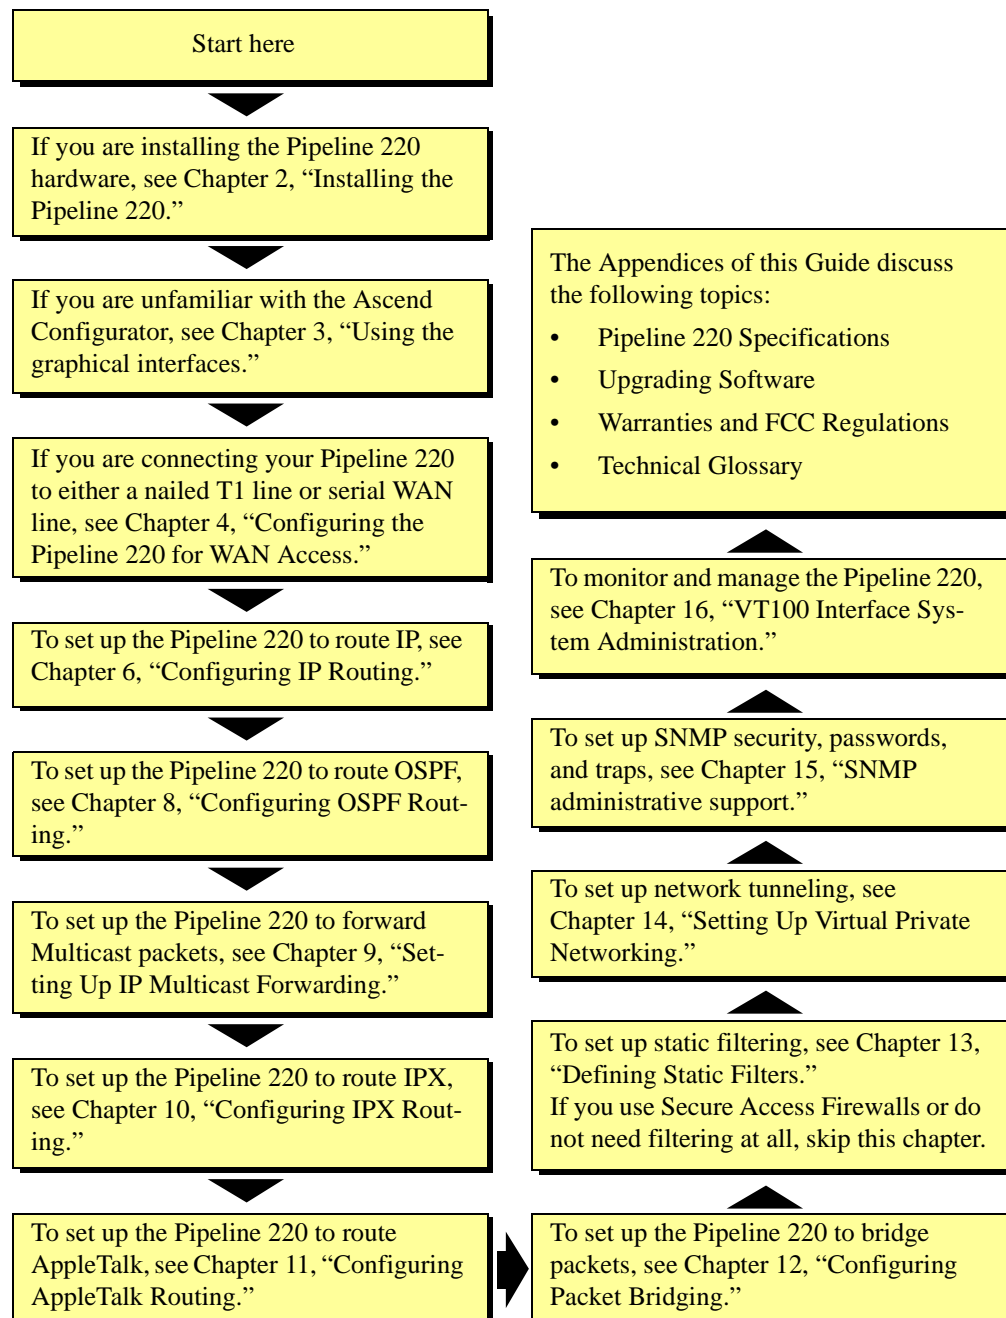 Start here
If you are installing the Pipeline 220
hardware, see Chapter 2, “Installing the
Pipeline 220.”
If you are unfamiliar with the Ascend
Configurator, see Chapter 3, “Using the
graphical interfaces.”
If you are connecting your Pipeline 220
to either a nailed T1 line or serial WAN
line, see Chapter 4, “Configuring the
Pipeline 220 for WAN Access.”
To set up the Pipeline 220 to route IP, see
Chapter 6, “Configuring IP Routing.”
To set up the Pipeline 220 to route OSPF,
see Chapter 8, “Configuring OSPF Rout-
ing.”
To set up the Pipeline 220 to forward
Multicast packets, see Chapter 9, “Set-
ting Up IP Multicast Forwarding.”
To set up the Pipeline 220 to route IPX,
see Chapter 10, “Configuring IPX Rout-
ing.”
To set up the Pipeline 220 to route
AppleTalk, see Chapter 11, “Configuring
AppleTalk Routing.”
To set up the Pipeline 220 to bridge
packets, see Chapter 12, “Configuring
Packet Bridging.”
To set up static filtering, see Chapter 13,
“Defining Static Filters.”
If you use Secure Access Firewalls or do
not need filtering at all, skip this chapter.
To set up network tunneling, see
Chapter 14, “Setting Up Virtual Private
Networking.”
To set up SNMP security, passwords,
and traps, see Chapter 15, “SNMP
administrative support.”
To monitor and manage the Pipeline 220,
see Chapter 16, “VT100 Interface Sys-
tem Administration.”
The Appendices of this Guide discuss
the following topics:
• Pipeline 220 Specifications
• Upgrading Software
• Warranties and FCC Regulations
• Technical Glossary